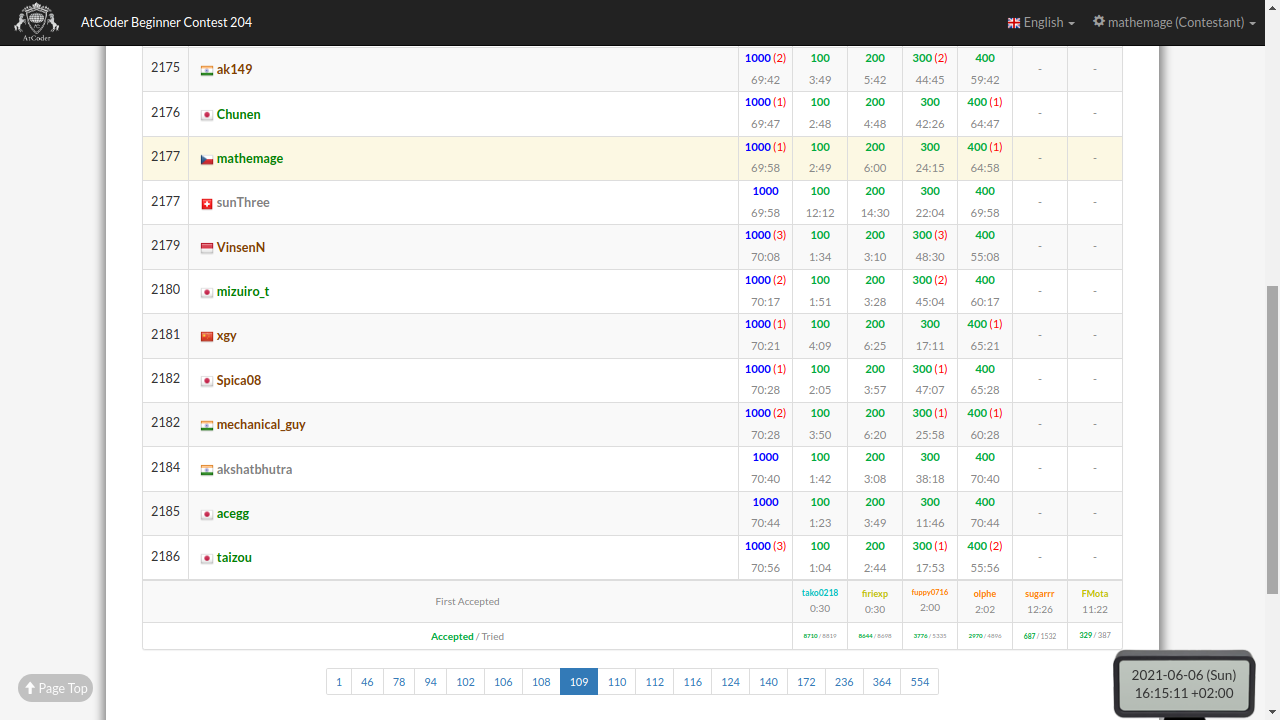 AtCoder
AtCoder Beginner Contest 204 English mathemage (Contestant)
2175 ak149 1000 (2) 100 200 300 (2) 400 - -
69:42 3:49 5:42 44:45 59:42
2176 Chunen 1000 (1) 100 200 300 400 (1) - -
69:47 2:48 4:48 42:26 64:47
2177 mathemage 1000 (1) 100 200 300 400 (1) - -
69:58 2:49 6:00 24:15 64:58
2177 sunThree 1000 100 200 300 400 - -
69:58 12:12 14:30 22:04 69:58
2179 VinsenN 1000 (3) 100 200 300 (3) 400 - -
70:08 1:34 3:10 48:30 55:08
2180 mizuiro_t 1000 (2) 100 200 300 (2) 400 - -
70:17 1:51 3:28 45:04 60:17
2181 xgy 1000 (1) 100 200 300 400 (1) - -
70:21 4:09 6:25 17:11 65:21
2182 Spica08 1000 (1) 100 200 300 (1) 400 - -
70:28 2:05 3:57 47:07 65:28
2182 mechanical_guy 1000 (2) 100 200 300 (1) 400 (1) - -
70:28 3:50 6:20 25:58 60:28
2184 akshatbhutra 1000 100 200 300 400 - -
70:40 1:42 3:08 38:18 70:40
2185 acegg 1000 100 200 300 400 - -
70:44 1:23 3:49 11:46 70:44
2186 taizou 1000 (3) 100 200 300 (1) 400 (2) - -
70:56 1:04 2:44 17:53 55:56
First Accepted tako0218 firiexp fuppy0716 olphe sugarrr FMota
0:30 0:30 2:00 2:02 12:26 11:22
Accepted / Tried 8710 / 8819 8644 / 8698 3776 / 5335 2970 / 4896 687 / 1532 329 / 387
1 46 78 94 102 106 108 109 110 112 116 124 140 172 236 364 554
Page Top
2021-06-06 (Sun)
16:15:11 +02:00